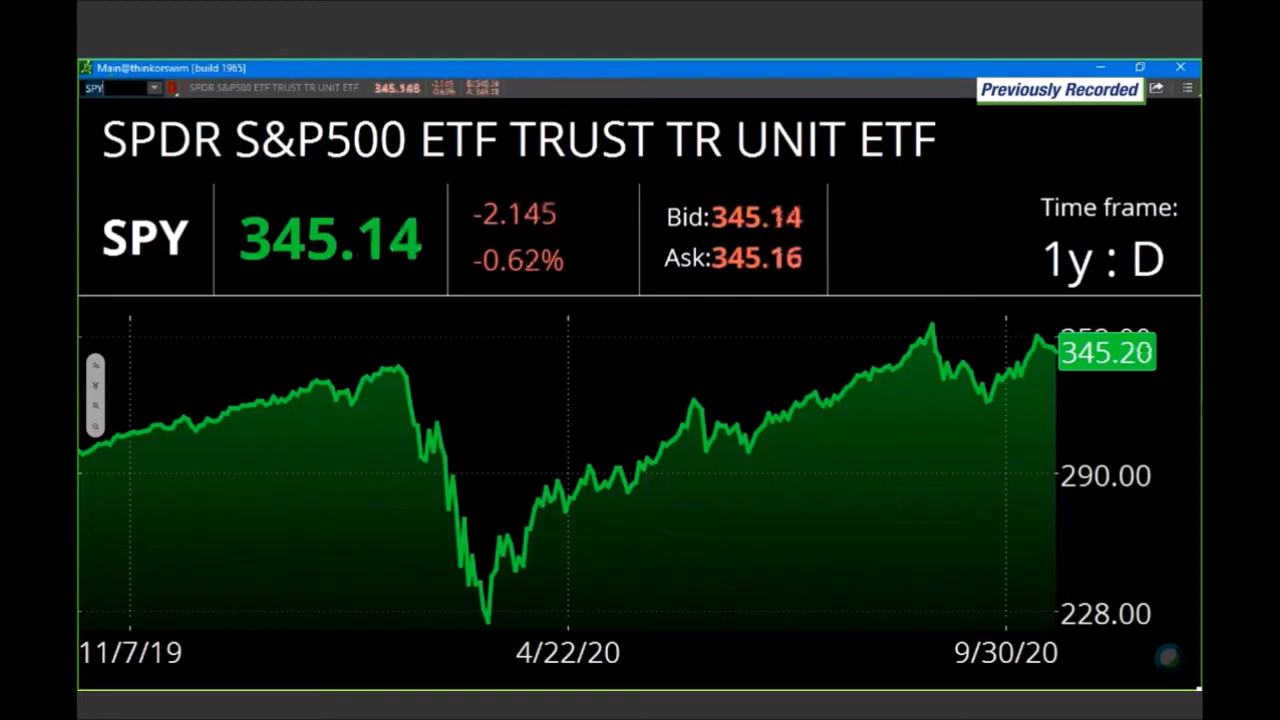 Main@thinkorswim [build 1965]
SPY
SPDR S&P500 ETF TRUST TR UNIT ETF
345.148
Previously Recorded
SPDR S&P500 ETF TRUST TR UNIT ETF
SPY
345.14
-2.145
-0.62%
Bid:345.14
Ask:345.16
Time frame:
1y : D
345.20
290.00
228.00
11/7/19
4/22/20
9/30/20